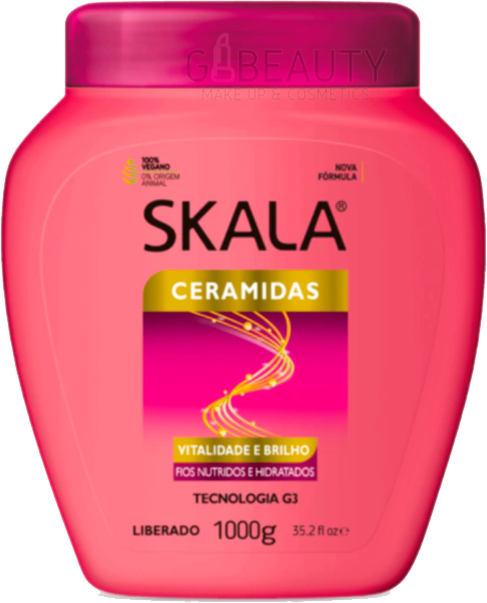 G BEAUTY
MAKE UP & COSMETICS
100%
VEGANO
0% ORIGEM
ANIMAL
NOVA
FÓRMULA
SKALA®
CERAMIDAS
VITALIDADE E BRILHO
FIOS NUTRIDOS E HIDRATADOS
TECNOLOGIA G3
LIBERADO 1000g 35.2 fl oz℮